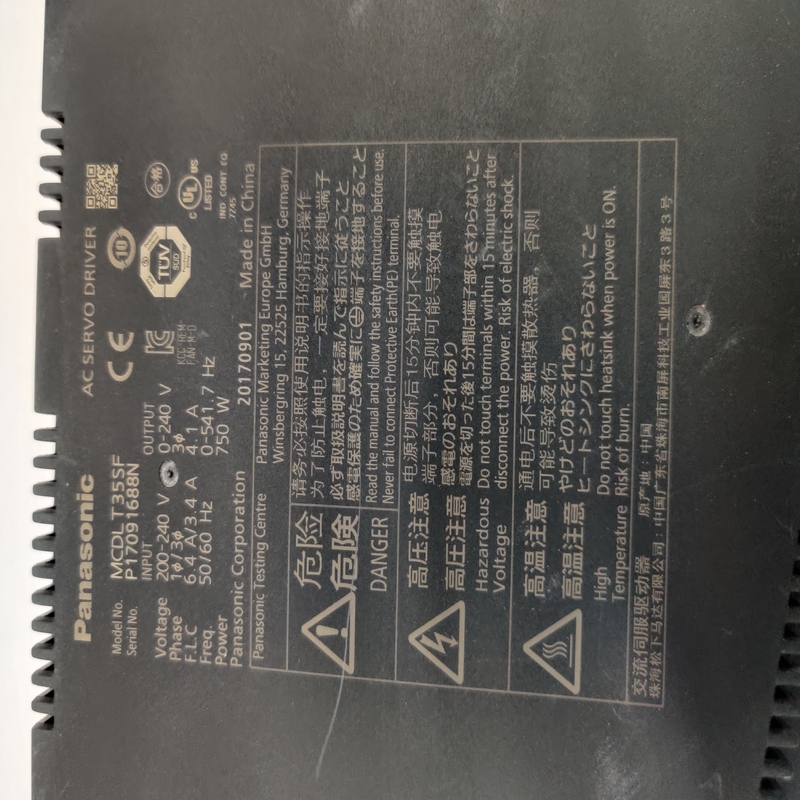 Panasonic AC SERVO DRIVER
Model No. MCDLT35SF
Serial No. P17091688N
INPUT OUTPUT
Voltage 200-240 V 0-240 V
Phase 1ϕ/3ϕ 3ϕ
F.L.C 6.4 A/3.4 A 4.1 A
Freq. 50/60 Hz 0-541.7 Hz
Power 750 W
10
CE
KCC-REM-
PAN-M-D
TÜV
SÜD
合格
c UL US
LISTED
IND.CONT.EQ.
77A5
Panasonic Corporation 20170901 Made in China
Panasonic Testing Centre Panasonic Marketing Europe GmbH
Winsbergring 15, 22525 Hamburg, Germany
危险
危険
DANGER
请务必按照使用说明书的指示操作
为了防止触电，一定要接好接地端子
必ず取扱説明書を読んで指示に従うこと
感電保護のため確実に⏚端子を接地すること
Read the manual and follow the safety instructions before use.
Never fail to connect Protective Earth(PE) terminal.
高压注意
高圧注意
Hazardous
Voltage
电源切断后15分钟内不要触摸
端子部分，否则可能导致触电
感電のおそれあり
電源を切った後15分間は端子部をさわらないこと
Do not touch terminals within 15 minutes after
disconnect the power. Risk of electric shock.
高温注意
高温注意
High
Temperature
通电后不要触摸散热器，否则
可能导致烫伤
やけどのおそれあり
ヒートシンクにさわらないこと
Do not touch heatsink when power is ON.
Risk of burn.
交流伺服驱动器 原产地：中国
珠海松下马达有限公司：中国广东省珠海市南屏科技工业园屏东3路3号